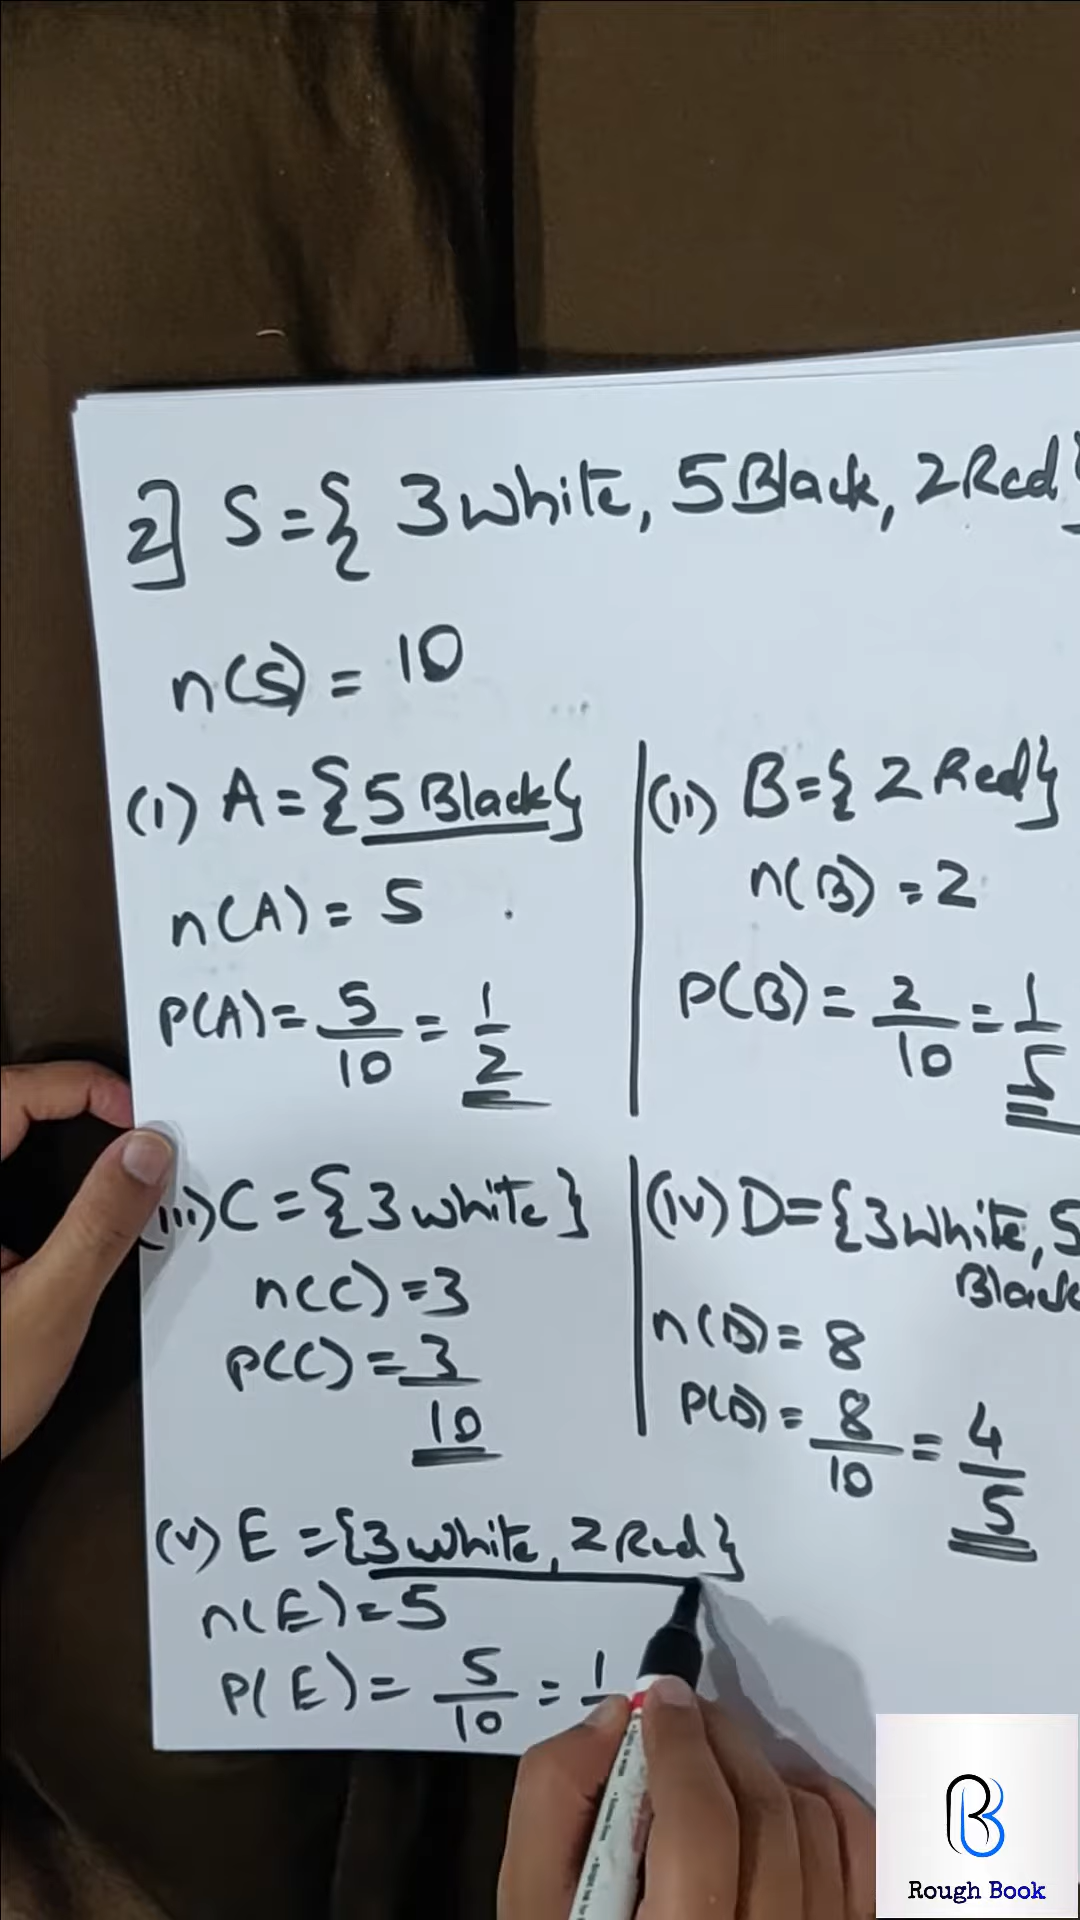 2] S = { 3 White, 5 Black, 2 Red }
n(S) = 10
(i) A = {5 Black}
n(A) = 5
P(A) = 5/10 = 1/2
(ii) B = { 2 Red}
n(B) = 2
P(B) = 2/10 = 1/5
(iii) C = {3 white}
n(C) = 3
P(C) = 3/10
(iv) D = {3 White, 5
Black
n(D) = 8
P(D) = 8/10 = 4/5
(v) E = {3 white, 2 Red}
n(E) = 5
P(E) = 5/10 = 1
B
Rough Book